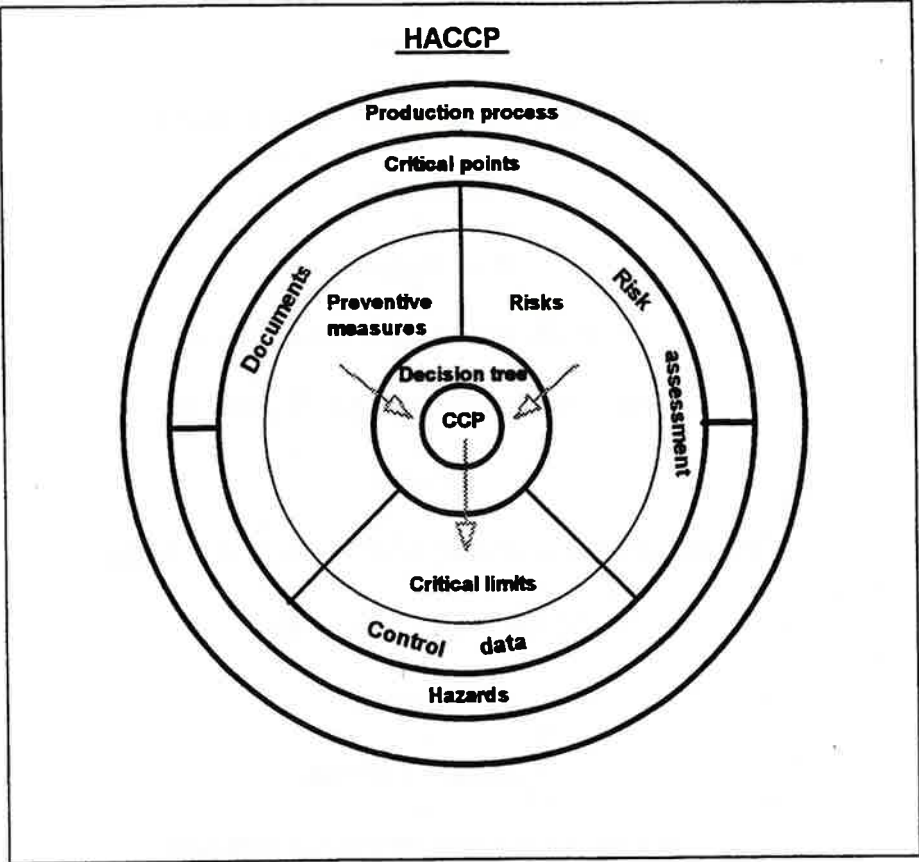 HACCP
Production process
Critical points
Documents
Preventive
measures
Risks
Risk
assessment
Decision tree
CCP
Critical limits
Control data
Hazards